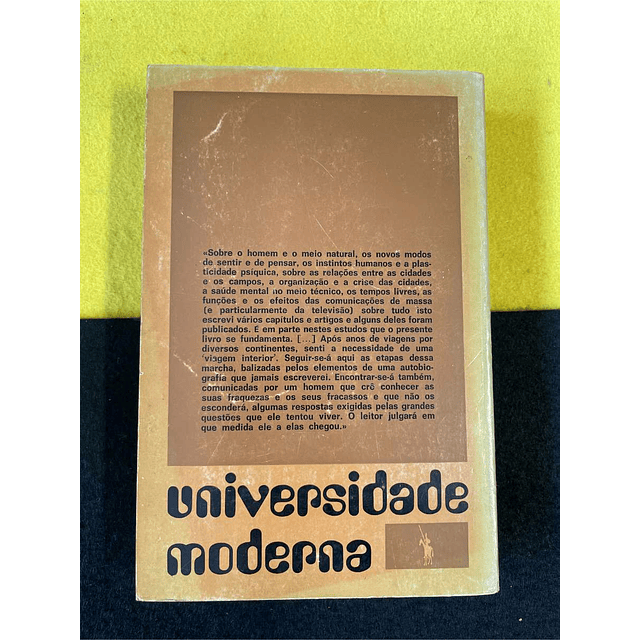 «Sobre o homem e o meio natural, os novos modos
de sentir e de pensar, os instintos humanos e a plas-
ticidade psíquica, sobre as relações entre as cidades
e os campos, a organização e a crise das cidades,
a saúde mental no meio técnico, os tempos livres, as
funções e os efeitos das comunicações de massa
(e particularmente da televisão) sobre tudo isto
escrevi vários capítulos e artigos e alguns deles foram
publicados. É em parte nestes estudos que o presente
livro se fundamenta. [...] Após anos de viagens por
diversos continentes, senti a necessidade de uma
'viagem interior'. Seguir-se-á aqui as etapas dessa
marcha, balizadas pelos elementos de uma autobio-
grafia que jamais escreverei. Encontrar-se-á também,
comunicadas por um homem que crê conhecer as
suas fraquezas e os seus fracassos e que não os
esconderá, algumas respostas exigidas pelas grandes
questões que ele tentou viver. O leitor julgará em
que medida ele a elas chegou.»
universidade
moderna